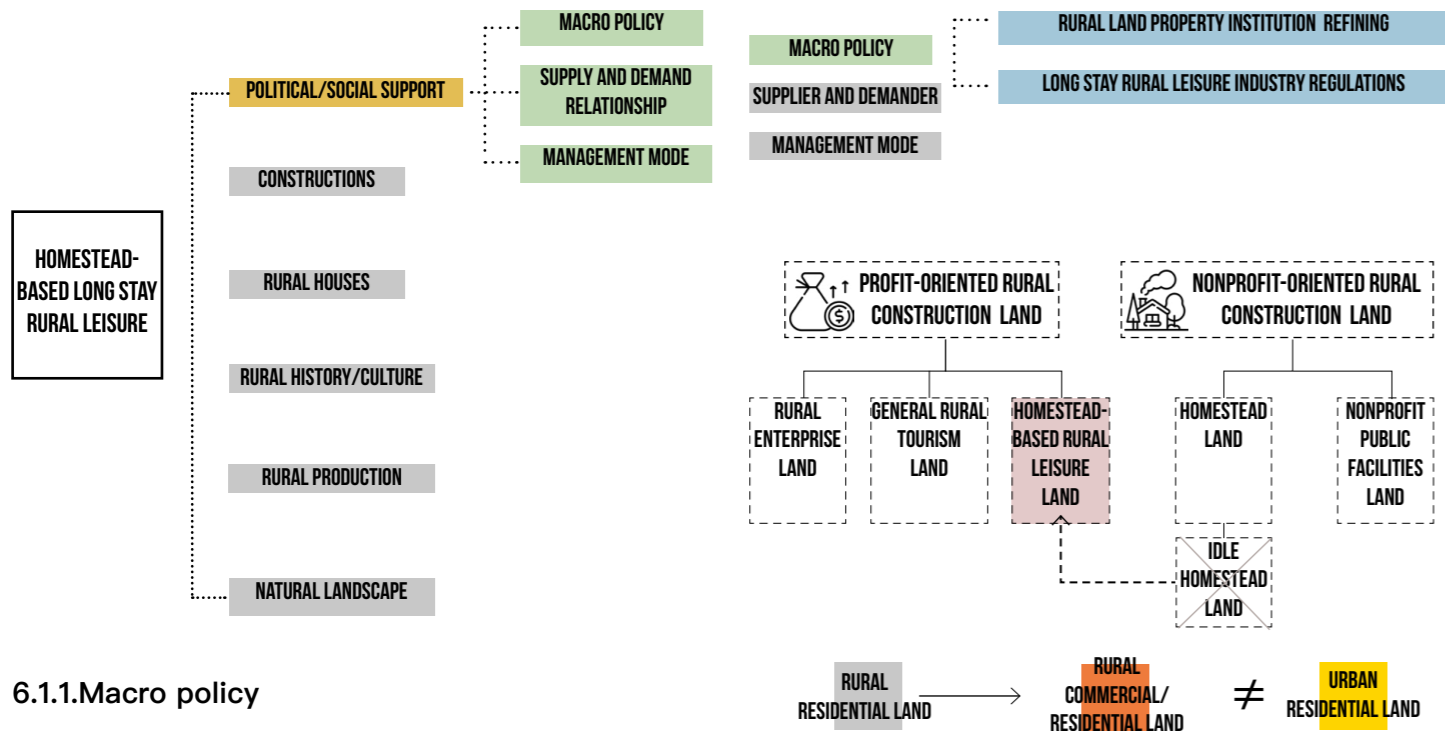 HOMESTEAD-
BASED LONG STAY
RURAL LEISURE
POLITICAL/SOCIAL SUPPORT
CONSTRUCTIONS
RURAL HOUSES
RURAL HISTORY/CULTURE
RURAL PRODUCTION
NATURAL LANDSCAPE
MACRO POLICY
SUPPLY AND DEMAND
RELATIONSHIP
MANAGEMENT MODE
6.1.1.Macro policy
MACRO POLICY
SUPPLIER AND DEMANDER
MANAGEMENT MODE
RURAL LAND PROPERTY INSTITUTION REFINING
LONG STAY RURAL LEISURE INDUSTRY REGULATIONS
$
PROFIT-ORIENTED RURAL
CONSTRUCTION LAND
NONPROFIT-ORIENTED RURAL
CONSTRUCTION LAND
RURAL
ENTERPRISE
LAND
GENERAL RURAL
TOURISM
LAND
HOMESTEAD-
BASED RURAL
LEISURE
LAND
HOMESTEAD
LAND
NONPROFIT
PUBLIC
FACILITIES
LAND
IDLE
HOMESTEAD
LAND
RURAL
RESIDENTIAL LAND
RURAL
COMMERCIAL/
RESIDENTIAL LAND
≠
URBAN
RESIDENTIAL LAND